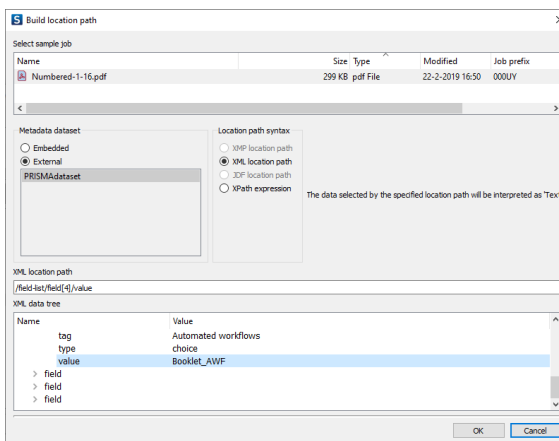 Build location path
Select sample job
Name Size Type Modified Job prefix
Numbered-1-16.pdf 299 KB pdf File 22-2-2019 16:50 000UY
Metadata dataset
Embedded
External
PRISMAdataset
Location path syntax
XMP location path
XML location path
JDF location path
XPath expression
The data selected by the specified location path will be interpreted as 'Text
XML location path
/field-list/field[4]/value
XML data tree
Name Value
tag Automated workflows
type choice
value Booklet_AWF
field
field
field
OK Cancel